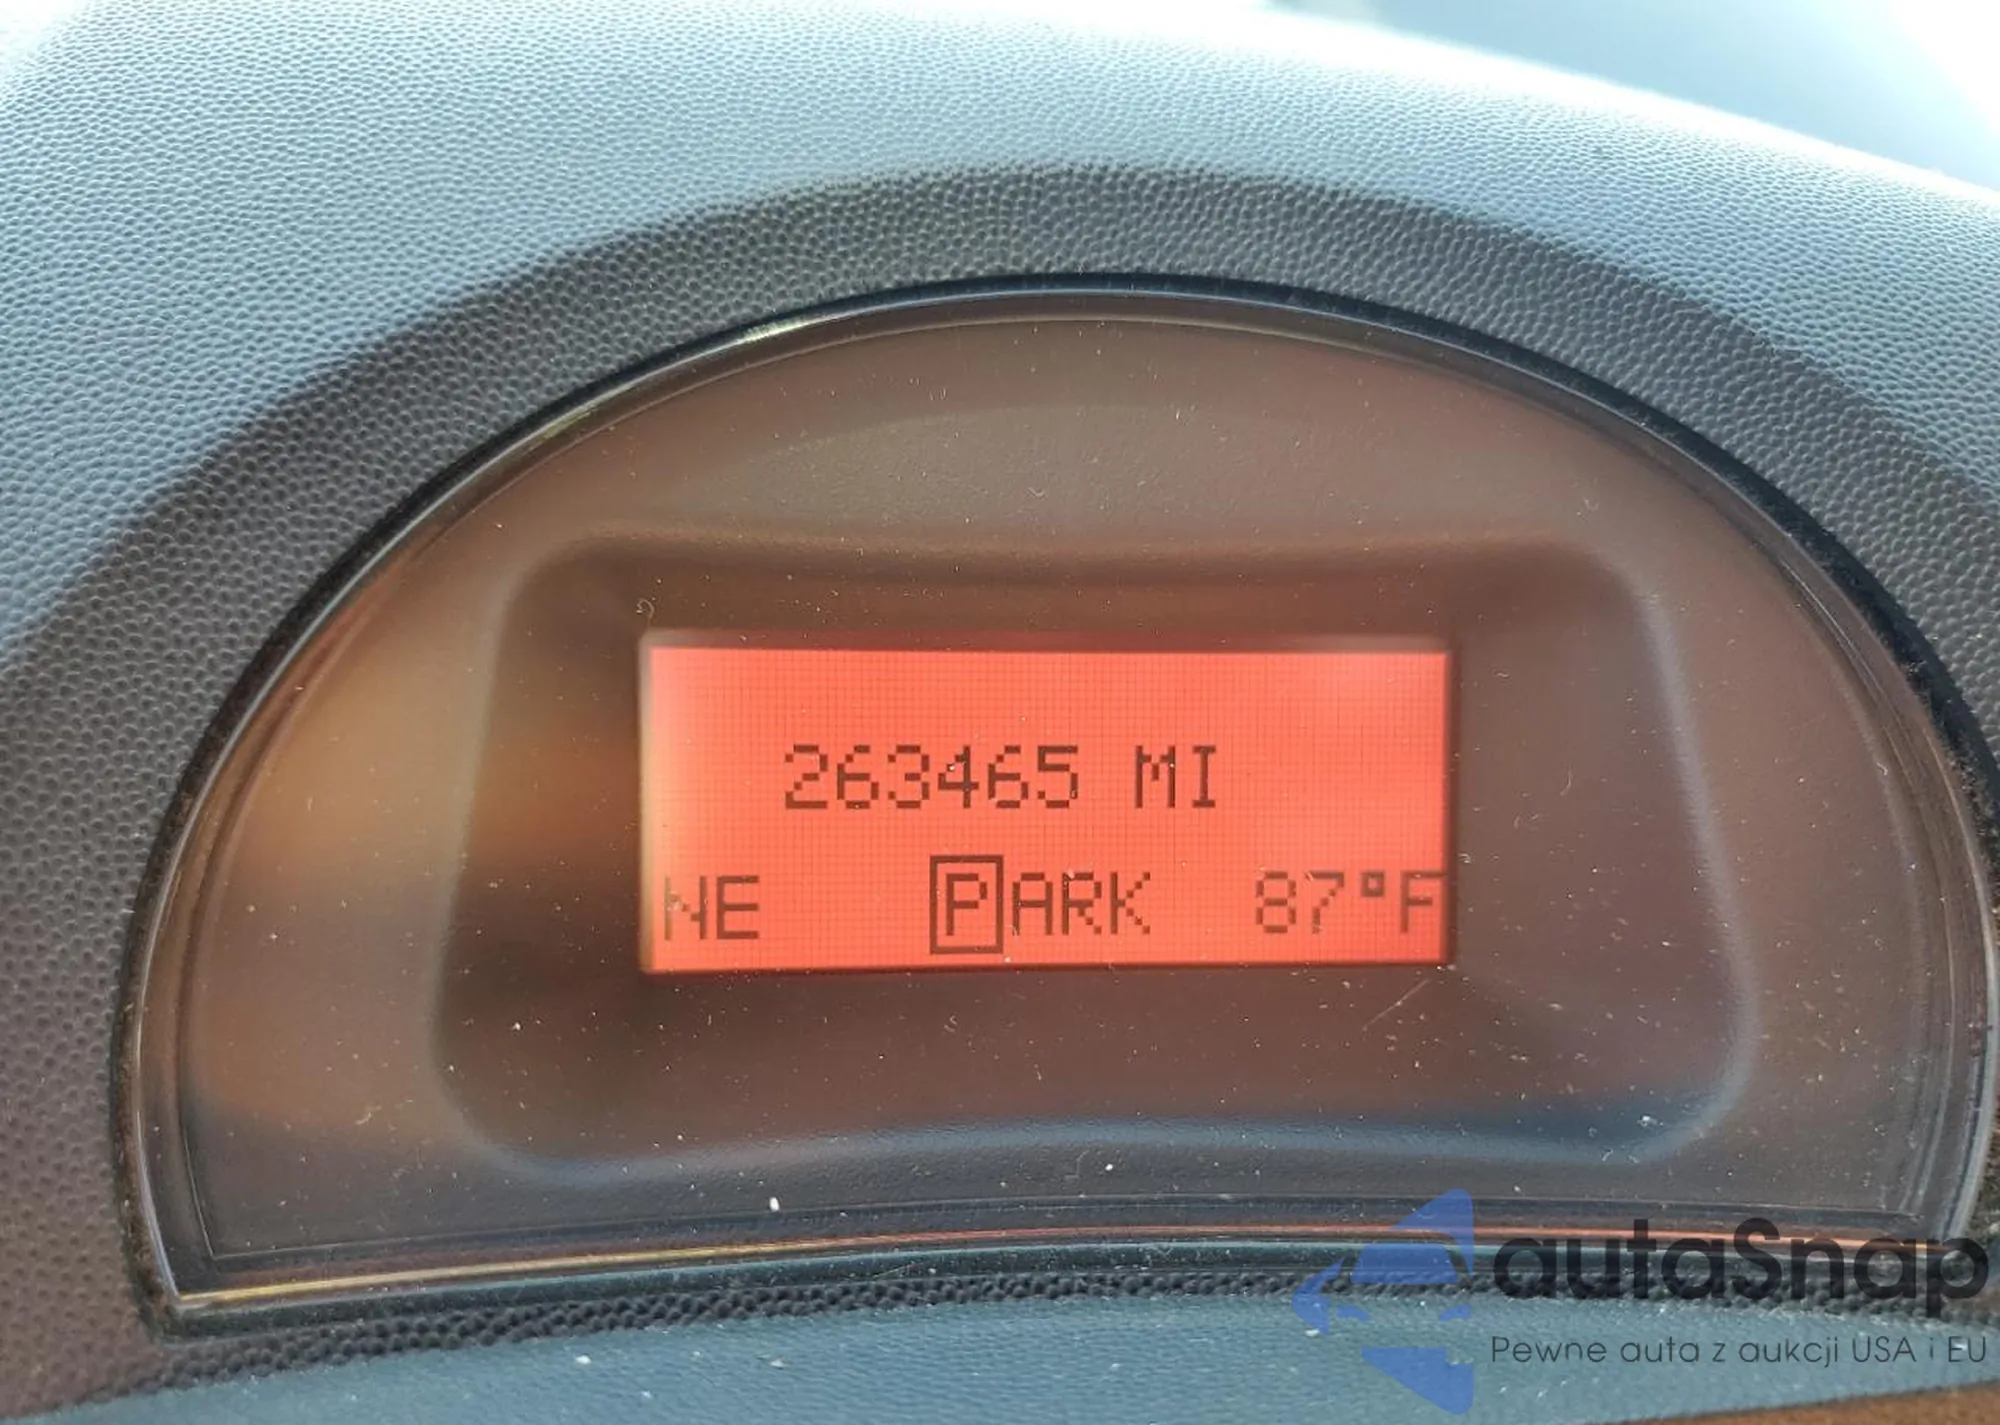 263465 MI
NE PARK 87°F
autaSnap
Pewne auta z aukcji USA i EU